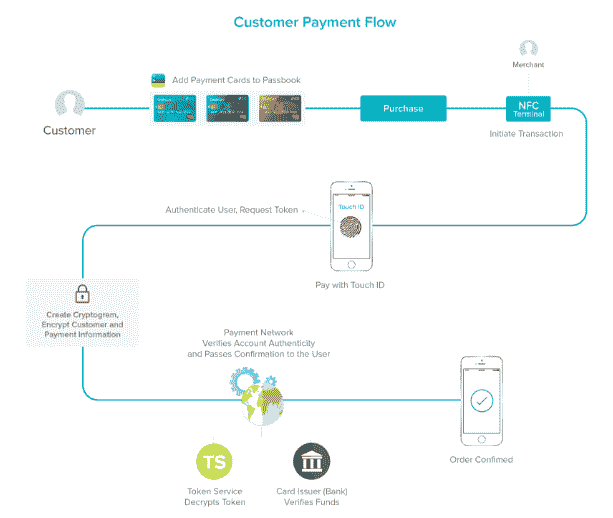 Customer Payment Flow
Merchant
Add Payment Cards to Passbook
Customer
Purchase
NFC
Terminal
Initiate Transaction
Authenticate User, Request Token
Touch ID
Pay with Touch ID
Create Cryptogram,
Encrypt Customer and
Payment Information
Payment Network
Verifies Account Authenticity
and Passes Confirmation to the User
Order Confimed
TS
Token Service
Decrypts Token
Card Issuer (Bank)
Verifies Funds